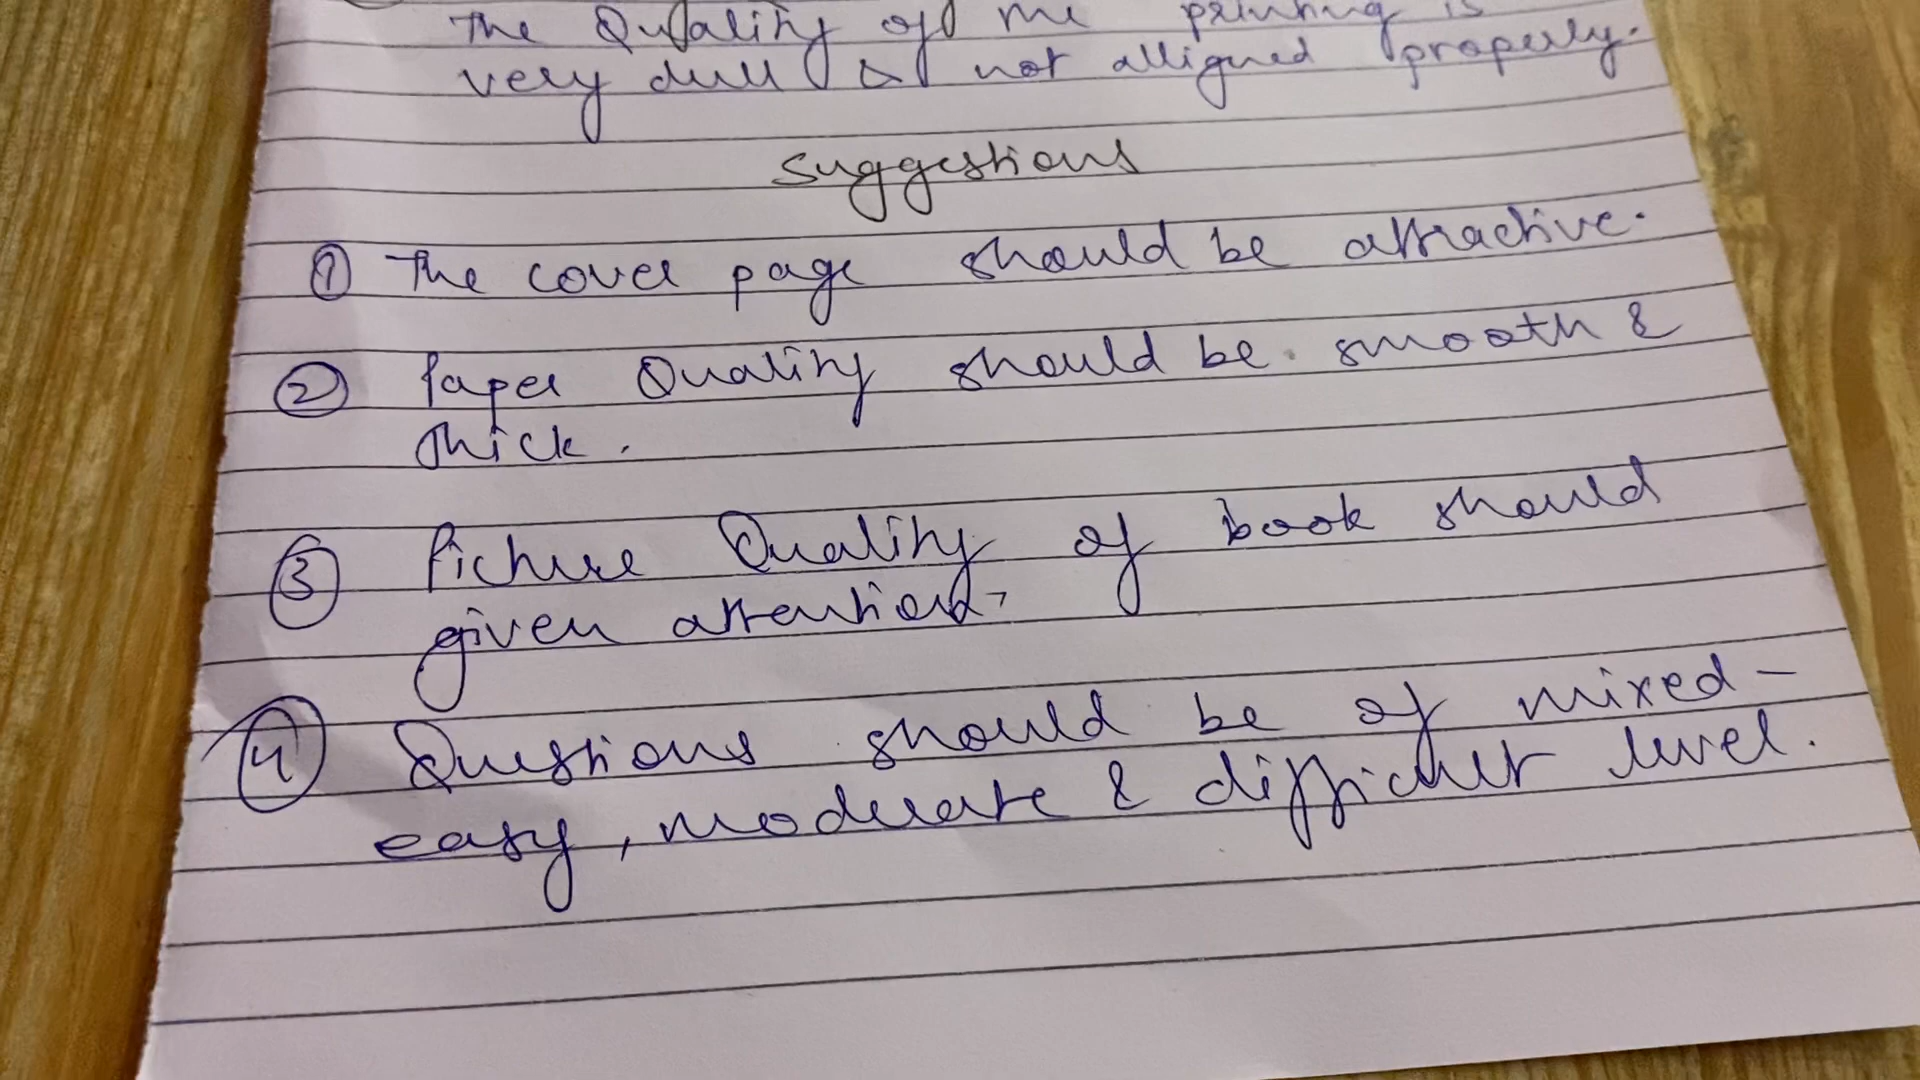 The Quality of the printing is
very dull & not alligned properly.
Suggestions
① The cover page should be attractive.
② Paper Quality should be smooth &
thick.
③ Picture Quality of book should
given attention.
④ Questions should be of mixed -
easy, moderate & difficult level.